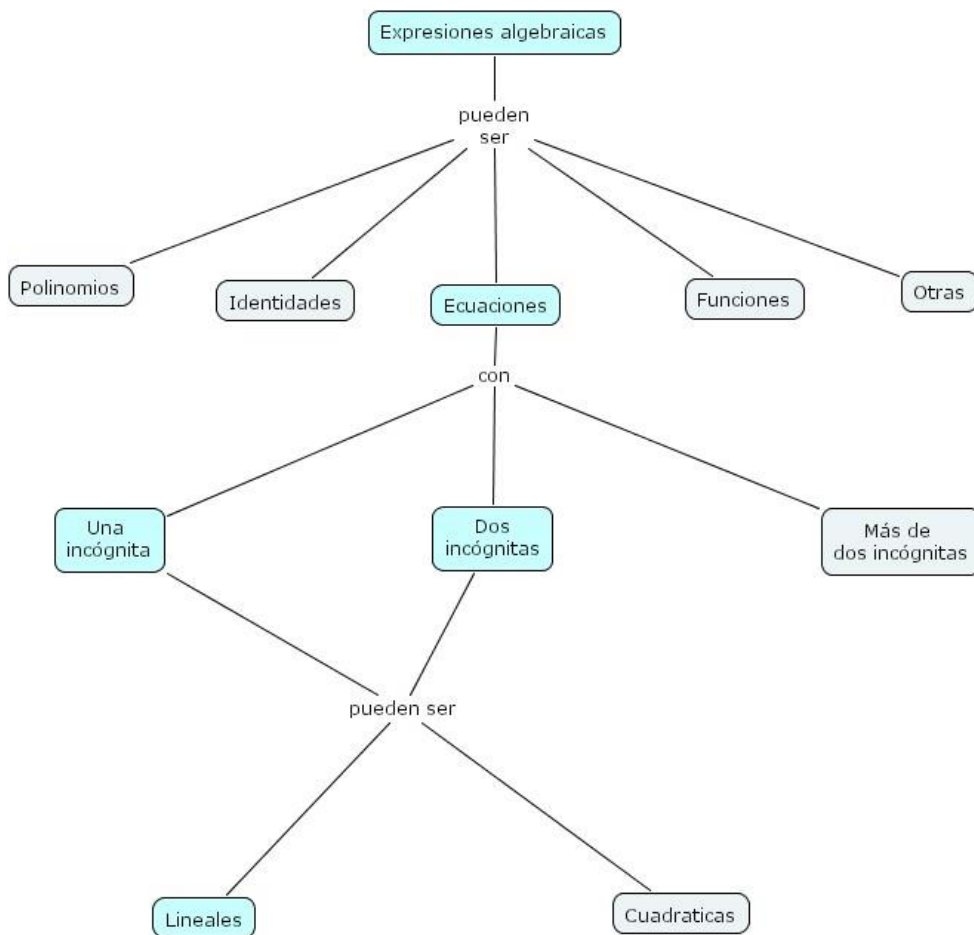 Expresiones algebraicas
pueden
ser
Polinomios
Identidades
Ecuaciones
Funciones
Otras
con
Una
incógnita
Dos
incógnitas
Más de
dos incógnitas
pueden ser
Lineales
Cuadraticas